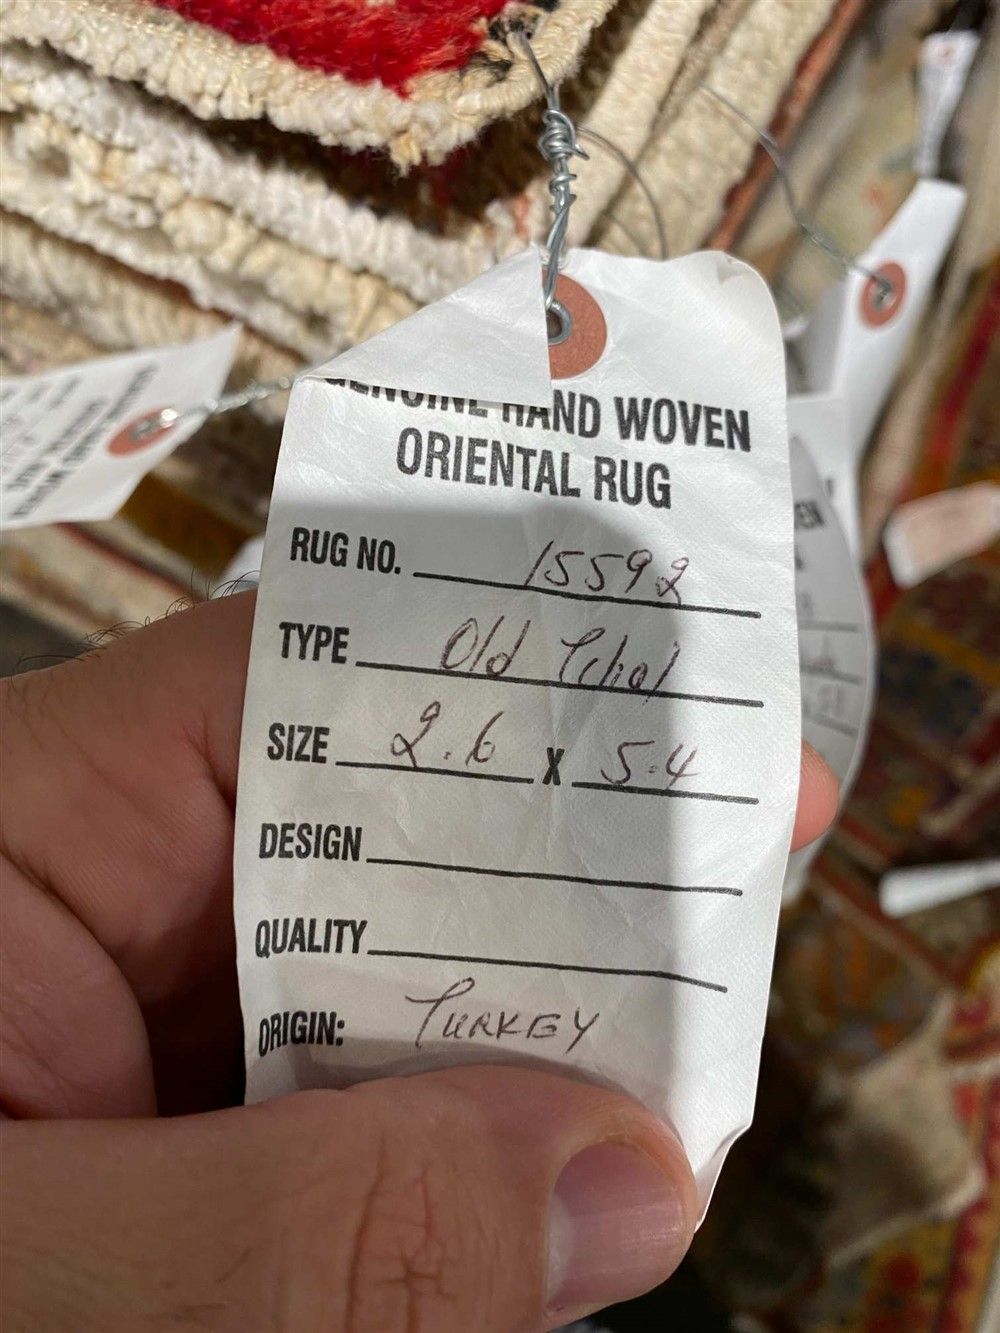 GENUINE HAND WOVEN
ORIENTAL RUG
RUG NO. 15592
TYPE Old
SIZE 2.6 X 5.4
DESIGN
QUALITY
ORIGIN: TURKEY